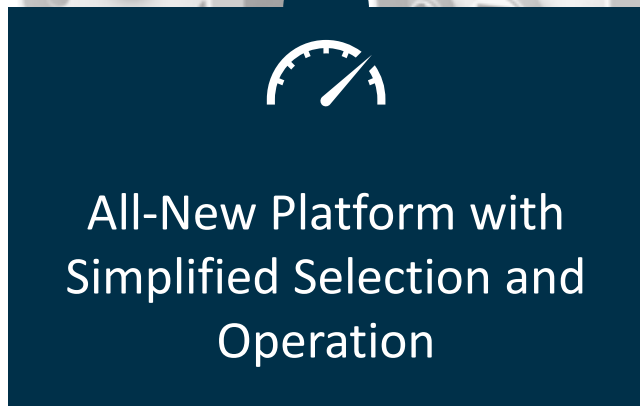 All-New Platform with
Simplified Selection and
Operation